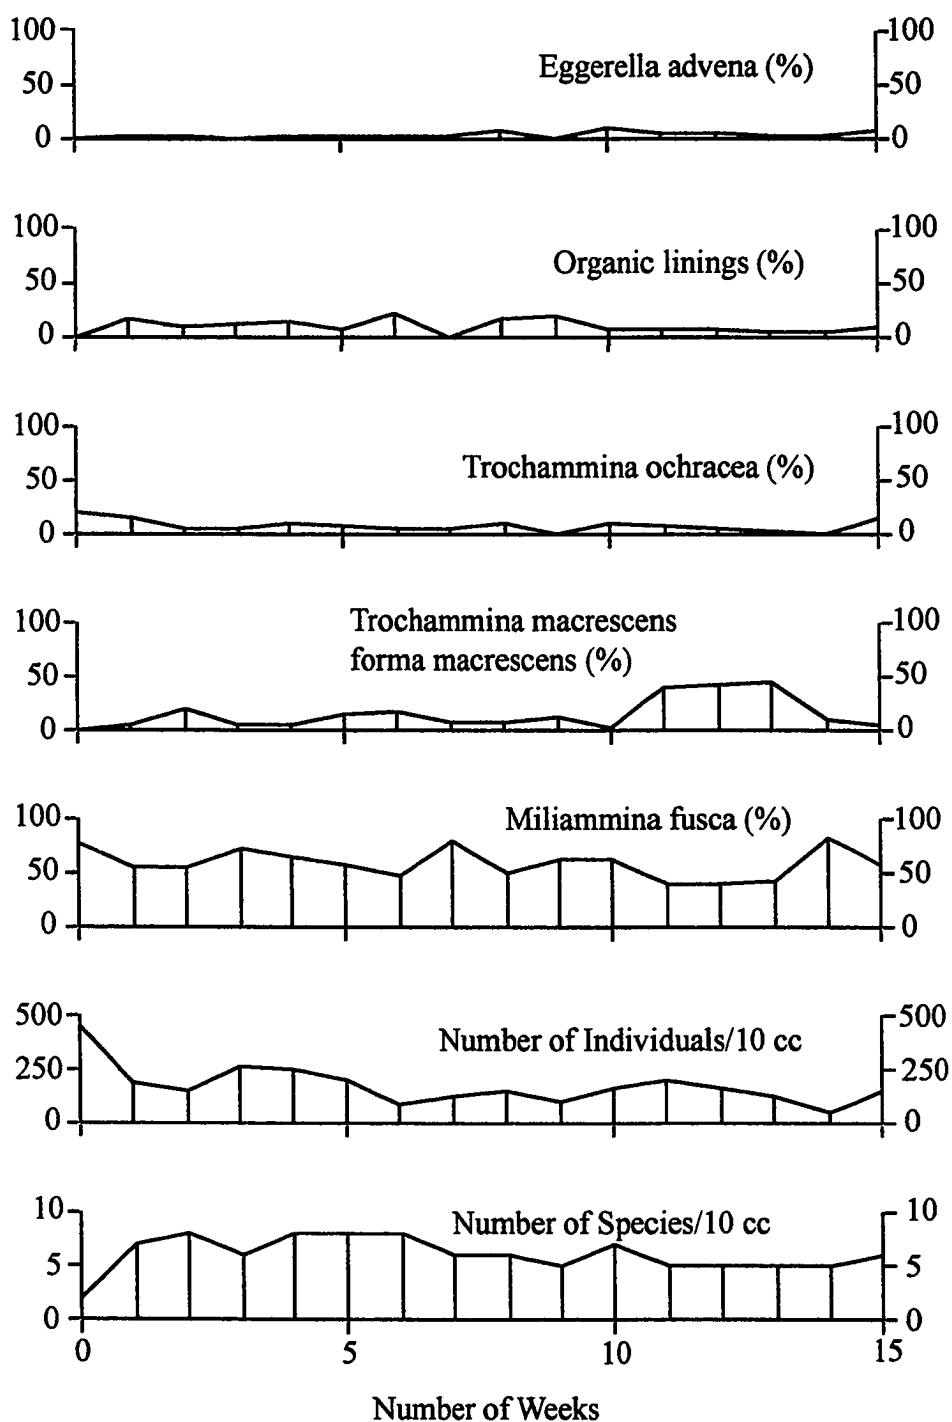 100 100
Eggerella advena (%)
50 50
0 0
100 100
Organic linings (%)
50 50
0 0
100 100
Trochammina ochracea (%)
50 50
0 0
100 100
Trochammina macrescens
forma macrescens (%)
50 50
0 0
100 100
Miliammina fusca (%)
50 50
0 0
500 500
Number of Individuals/10 cc
250 250
0 0
10 10
Number of Species/10 cc
5 5
0 0
0 5 10 15
Number of Weeks